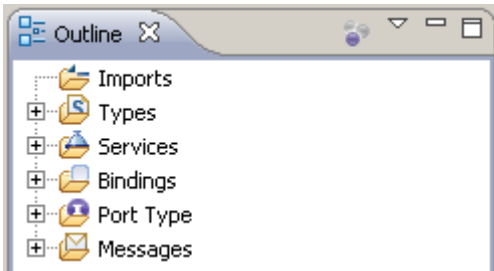 Outline
Imports
Types
Services
Bindings
Port Type
Messages